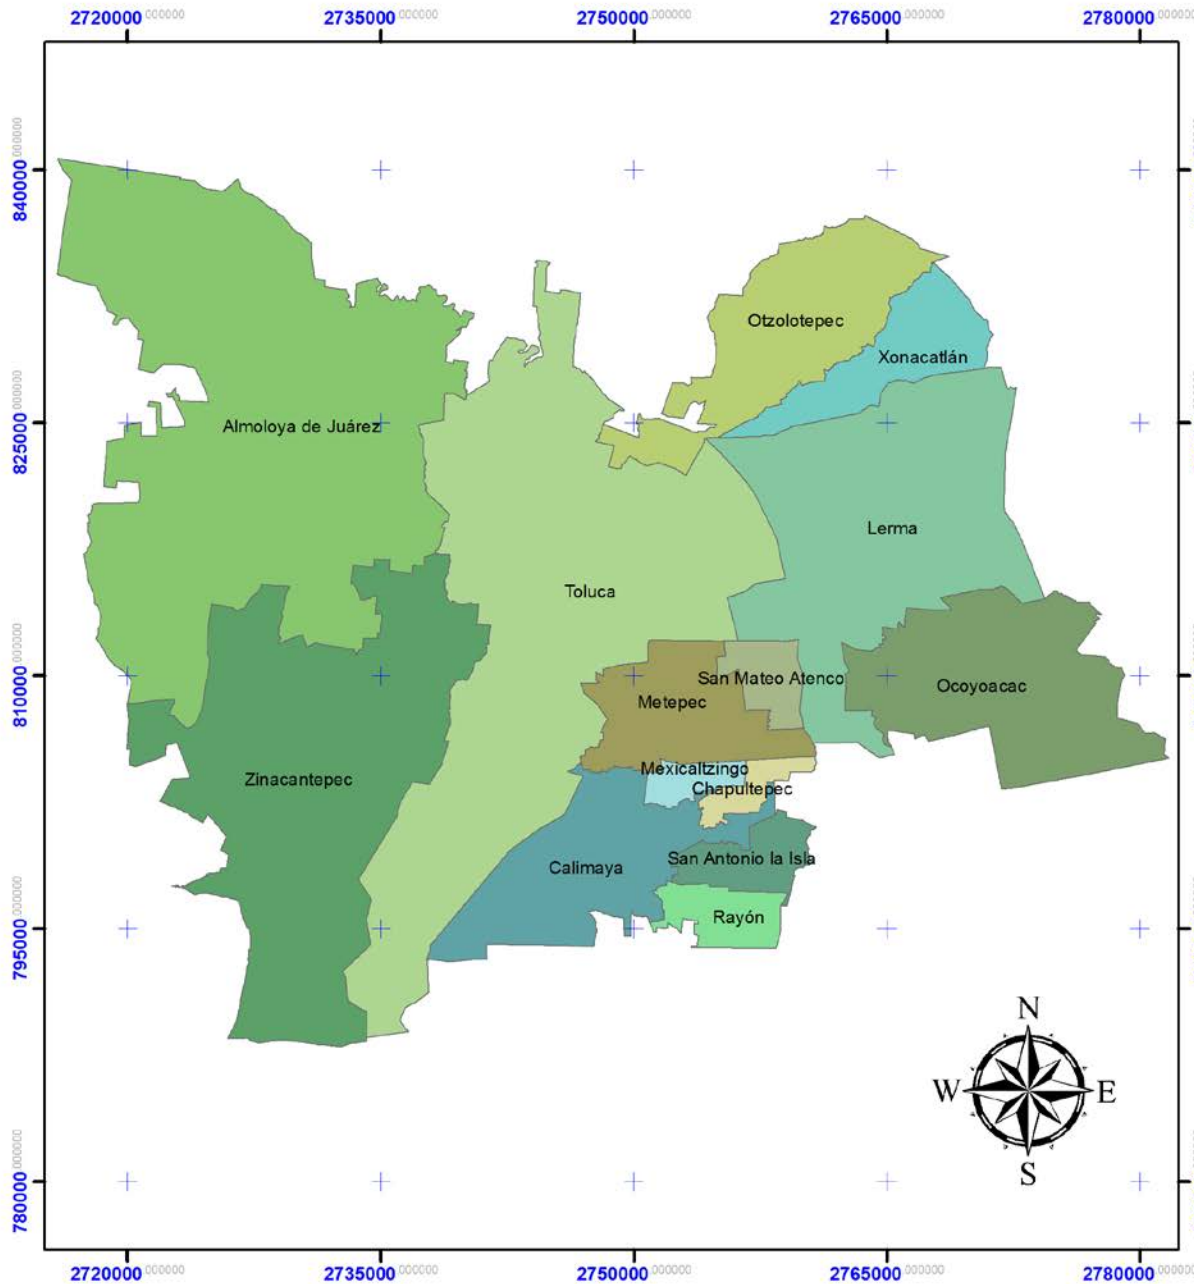 2720000.000000 2735000.000000 2750000.000000 2765000.000000 2780000.000000
840000.000000
Otzolotepec
Xonacatlán
825000.000000
Almoloya de Juárez
Lerma
Toluca
810000.000000
San Mateo Atenco
Ocoyoacac
Metepec
Mexicaltzingo
Zinacantepec
Chapultepec
San Antonio la Isla
Calimaya
Rayón
795000.000000
N
W E
S
780000.000000
2720000.000000 2735000.000000 2750000.000000 2765000.000000 2780000.000000